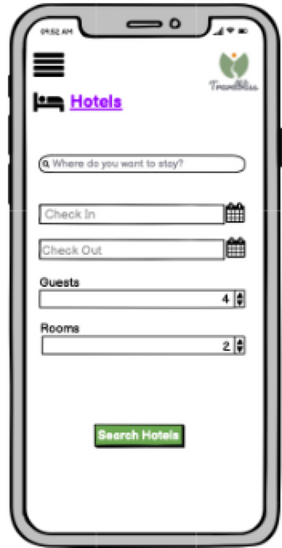 09:52 AM
Travelbliss
Hotels
Where do you want to stay?
Check In
Check Out
Guests
4
Rooms
2
Search Hotels